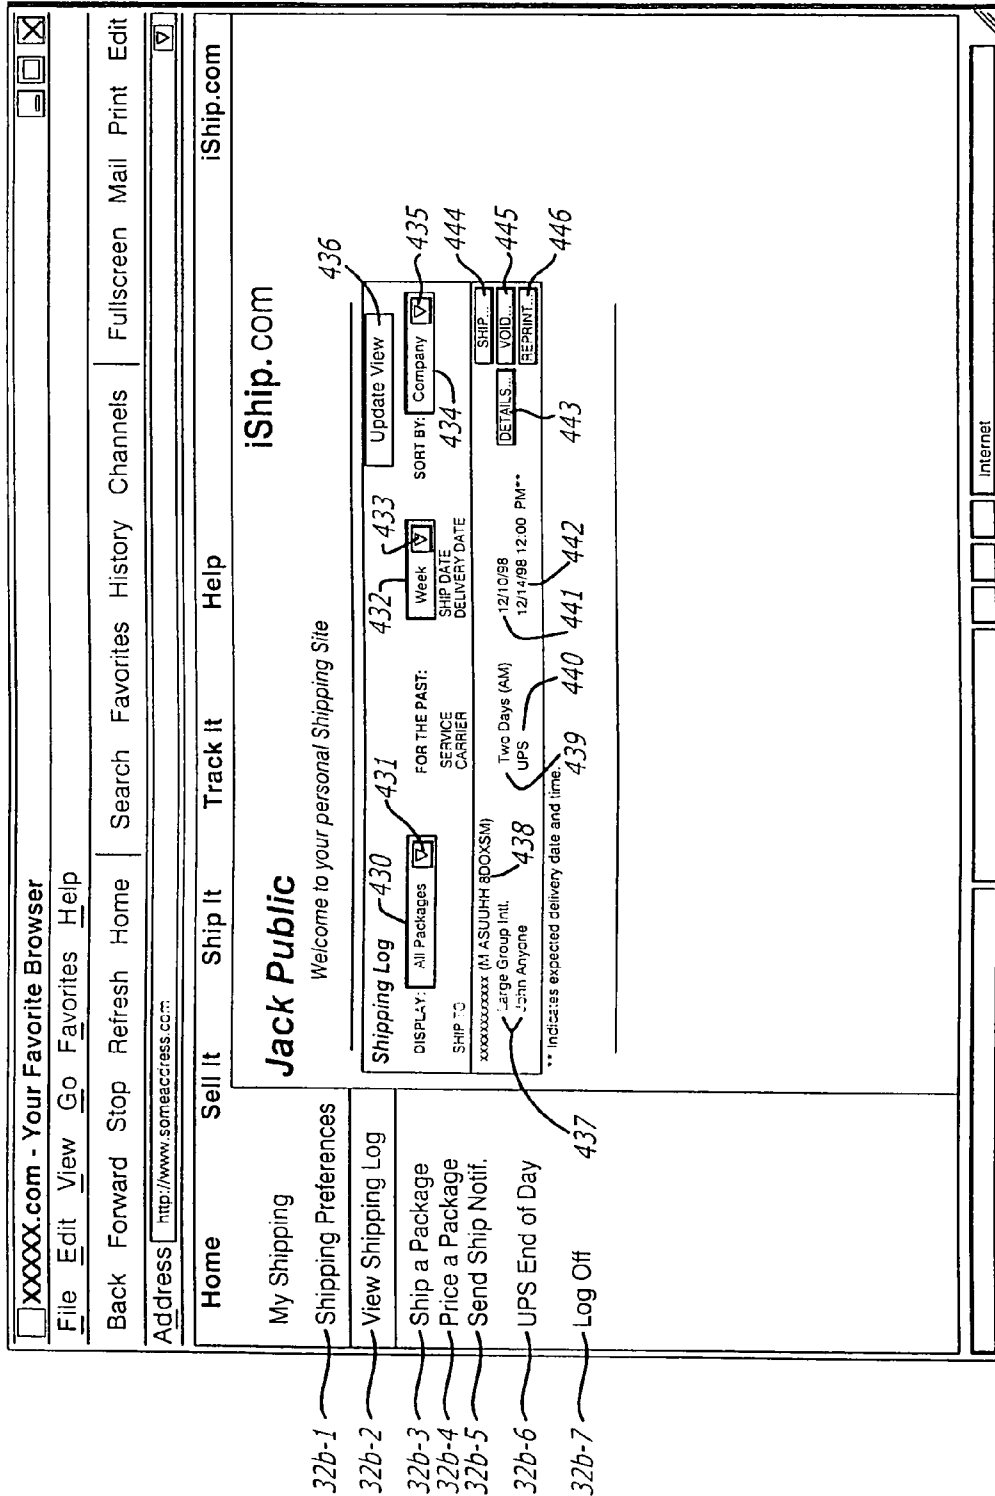 XXXXX.com - Your Favorite Browser
File Edit View Go Favorites Help
Back Forward Stop Refresh Home Search Favorites History Channels Fullscreen Mail Print Edit
Address http://www.someaddress.com
Home Sell It Ship It Track It Help iShip.com
My Shipping
32b-1 Shipping Preferences
32b-2 View Shipping Log
32b-3 Ship a Package
32b-4 Price a Package
32b-5 Send Ship Notif.
32b-6 UPS End of Day
32b-7 Log Off
Jack Public iShip.com
Welcome to your personal Shipping Site
Shipping Log Update View
430 431 432 433 436
DISPLAY: All Packages FOR THE PAST: Week SORT BY: Company
434 435
SHIP TO SERVICE SHIP DATE
CARRIER DELIVERY DATE
xxxxxxxxxxx (M ASUUHH 8DOXSM)
Large Group Intl. Two Days (AM) 12/10/98 DETAILS... SHIP...
John Anyone UPS 12/14/98 12:00 PM** VOID...
REPRINT...
** Indicates expected delivery date and time.
437 438 439 440 441 442 443 444 445 446
Internet